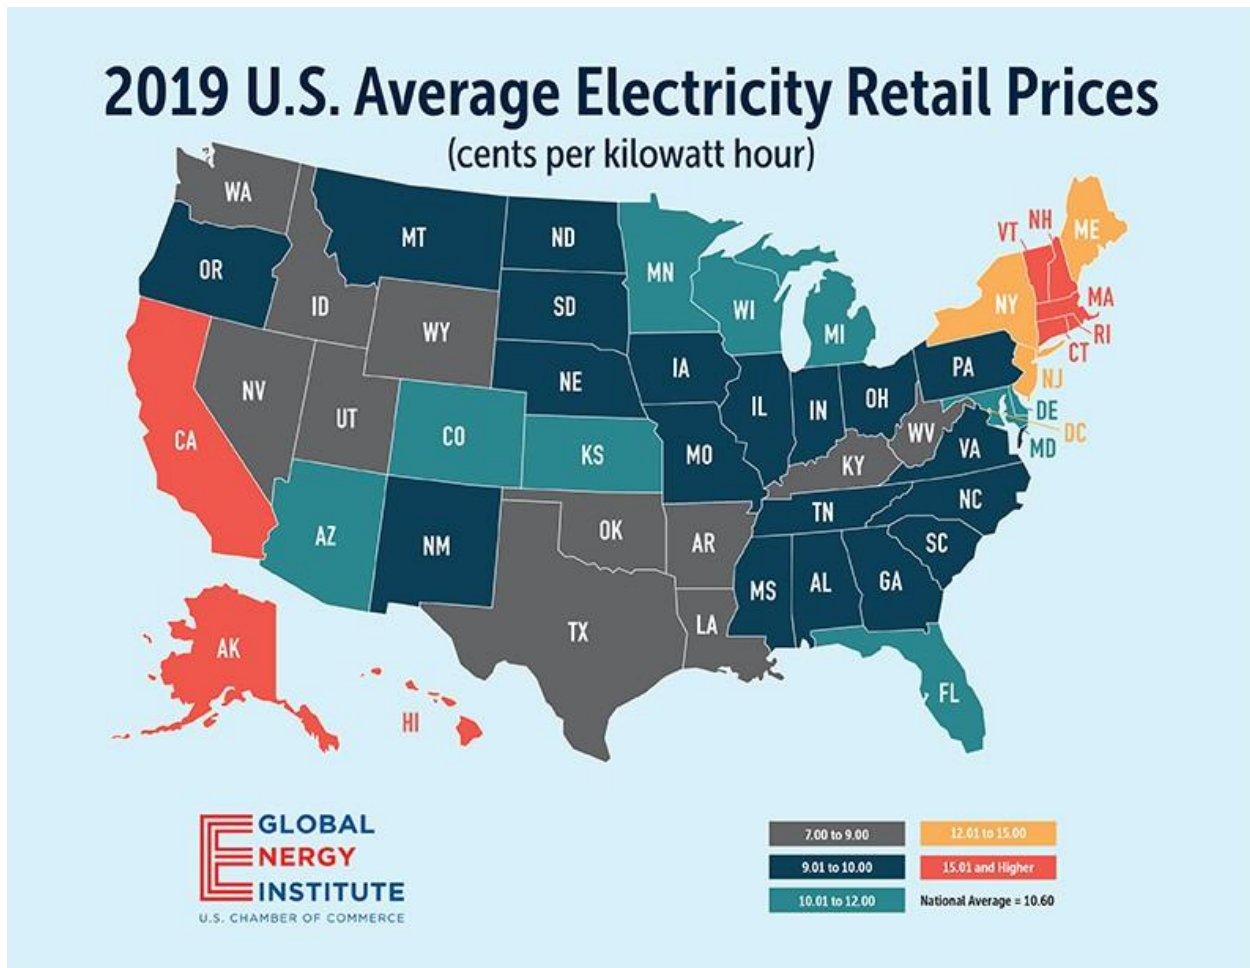 2019 U.S. Average Electricity Retail Prices
(cents per kilowatt hour)
WA
MT
ND
MN
OR
ID
WY
SD
WI
MI
VT
NH
ME
NY
MA
RI
CT
NV
UT
NE
IA
IL
IN
OH
PA
NJ
DE
DC
MD
CA
CO
KS
MO
KY
WV
VA
AZ
NM
OK
AR
TN
NC
SC
MS
AL
GA
TX
LA
FL
AK
HI
GLOBAL
ENERGY
INSTITUTE
U.S. CHAMBER OF COMMERCE
7.00 to 9.00
12.01 to 15.00
9.01 to 10.00
15.01 and Higher
10.01 to 12.00
National Average = 10.60